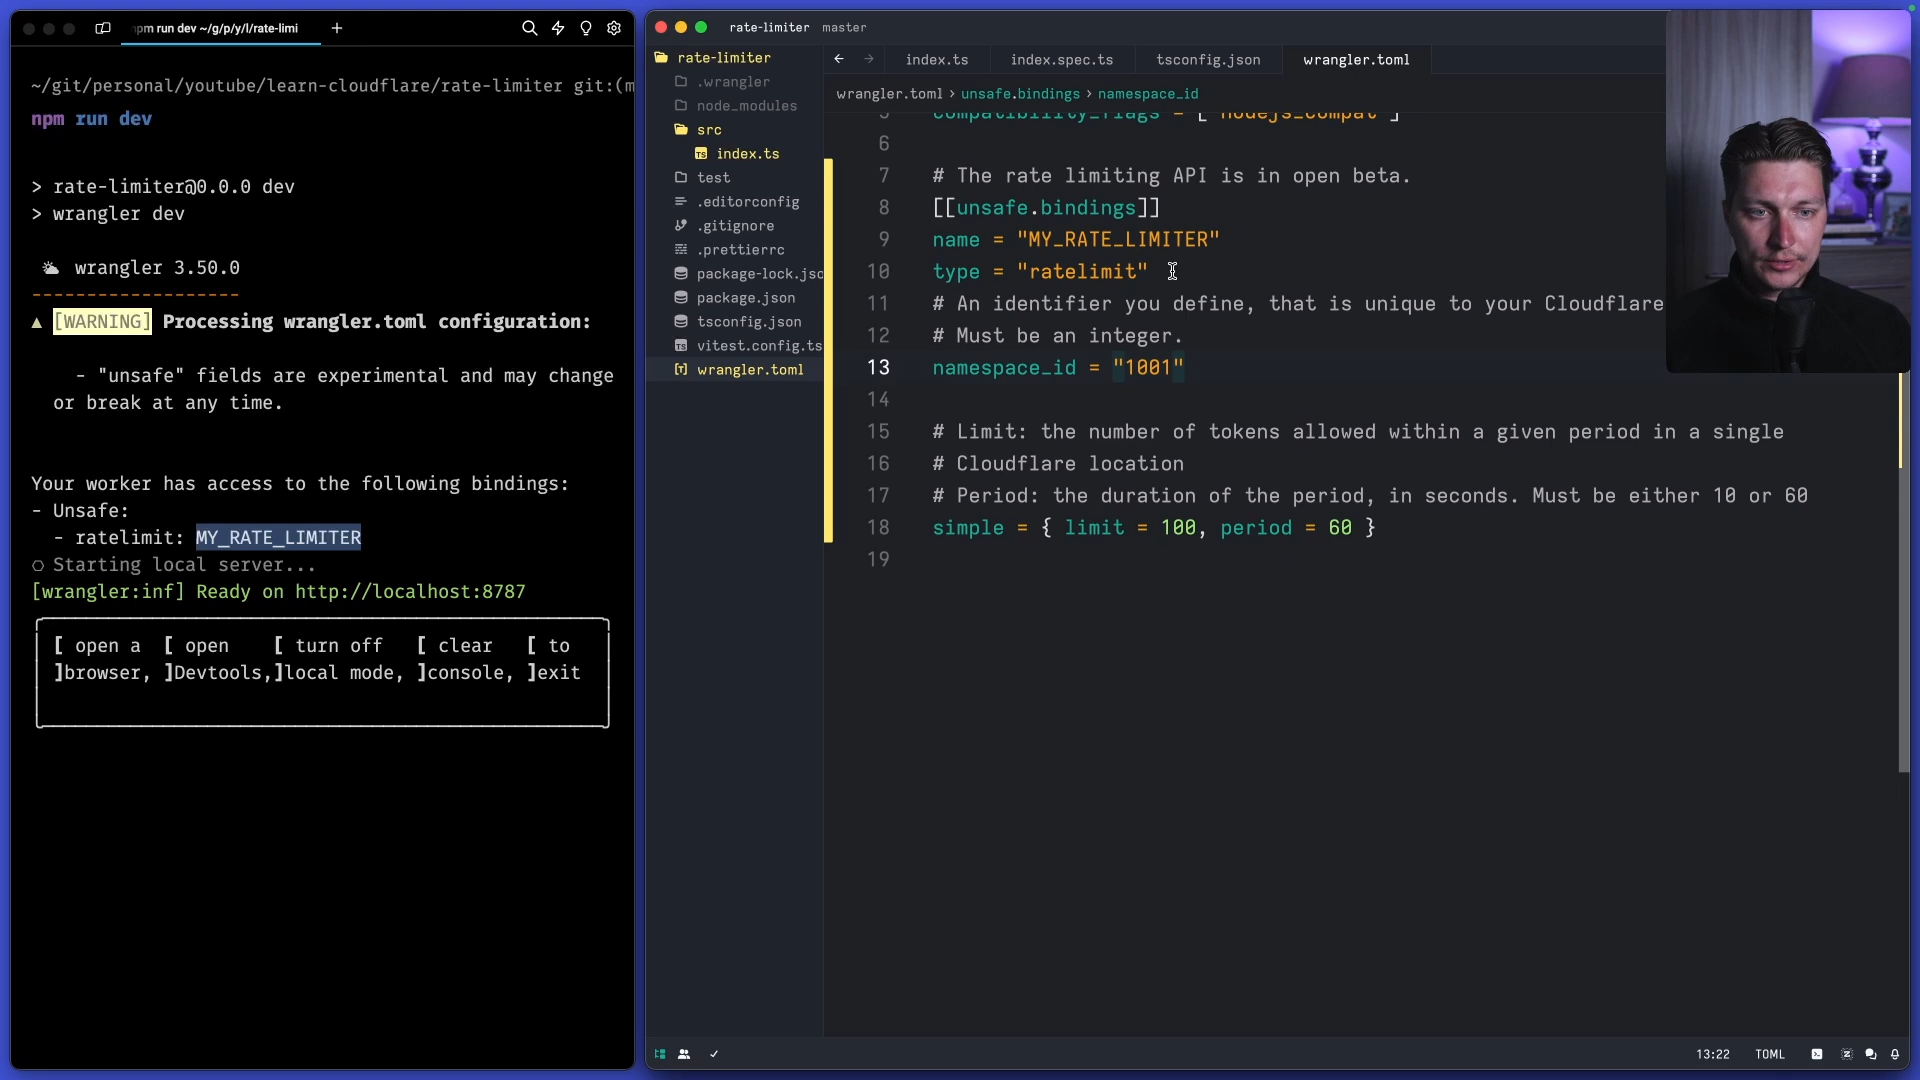 npm run dev ~/g/p/y/l/rate-limi
~/git/personal/youtube/learn-cloudflare/rate-limiter git:(m
npm run dev
> rate-limiter@0.0.0 dev
> wrangler dev
wrangler 3.50.0
-------------------
▲ [WARNING] Processing wrangler.toml configuration:
- "unsafe" fields are experimental and may change
or break at any time.
Your worker has access to the following bindings:
- Unsafe:
- ratelimit: MY_RATE_LIMITER
Starting local server...
[wrangler:inf] Ready on http://localhost:8787
[ open a [ open [ turn off [ clear [ to
]browser, ]Devtools,]local mode, ]console, ]exit
rate-limiter master
rate-limiter
.wrangler
node_modules
src
TS index.ts
test
.editorconfig
.gitignore
.prettierrc
package-lock.jso
package.json
tsconfig.json
TS vitest.config.ts
[T] wrangler.toml
index.ts index.spec.ts tsconfig.json wrangler.toml
wrangler.toml › unsafe.bindings › namespace_id
5 compatibility_flags = [ "nodejs_compat" ]
6
7 # The rate limiting API is in open beta.
8 [[unsafe.bindings]]
9 name = "MY_RATE_LIMITER"
10 type = "ratelimit"
11 # An identifier you define, that is unique to your Cloudflare
12 # Must be an integer.
13 namespace_id = "1001"
14
15 # Limit: the number of tokens allowed within a given period in a single
16 # Cloudflare location
17 # Period: the duration of the period, in seconds. Must be either 10 or 60
18 simple = { limit = 100, period = 60 }
19
13:22 TOML